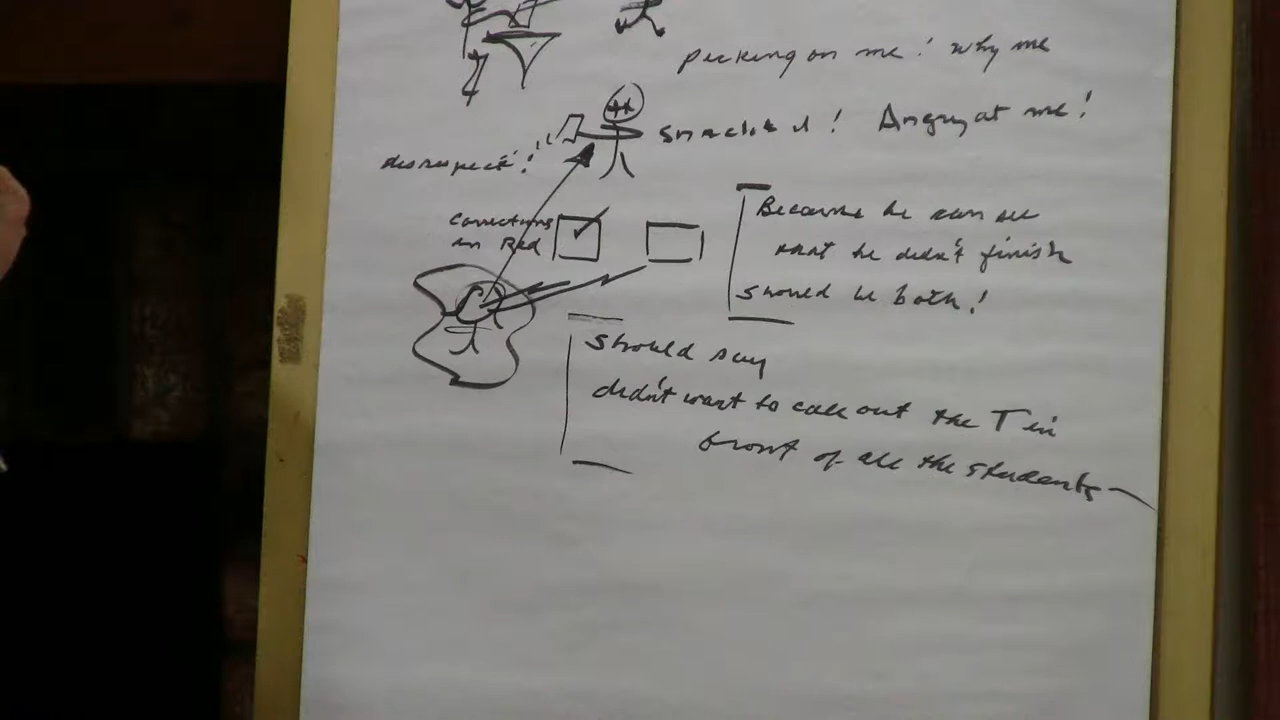 picking on me! why me
snatched! Angry at me!
disrespect!
Corrections
in Red
Because he can see
what he didn't finish
should be both!
should say
didn't want to call out the T in
front of all the students